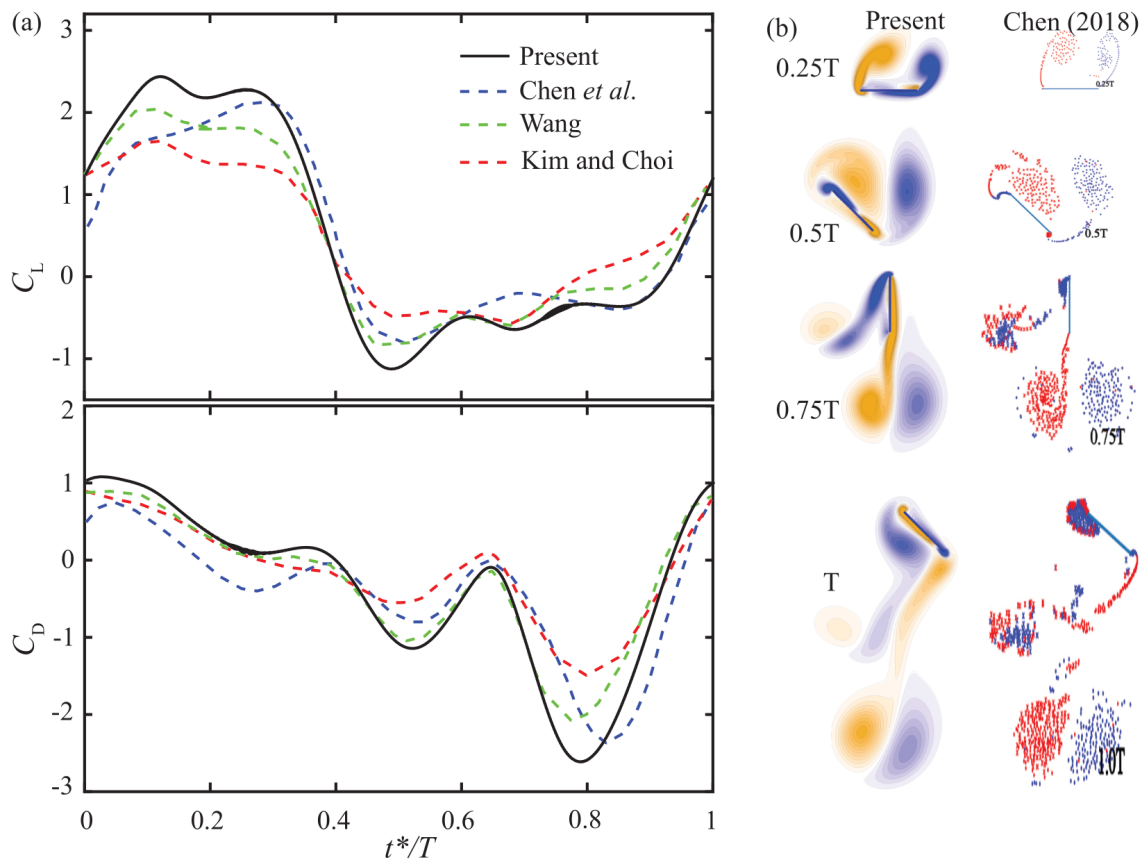 (a)
3
2
1
0
-1
C_L
Present
Chen et al.
Wang
Kim and Choi
2
1
0
-1
-2
-3
C_D
0 0.2 0.4 0.6 0.8 1
t*/T
(b) Present Chen (2018)
0.25T
0.25T
0.5T
0.5T
0.75T
0.75T
T
1.0T